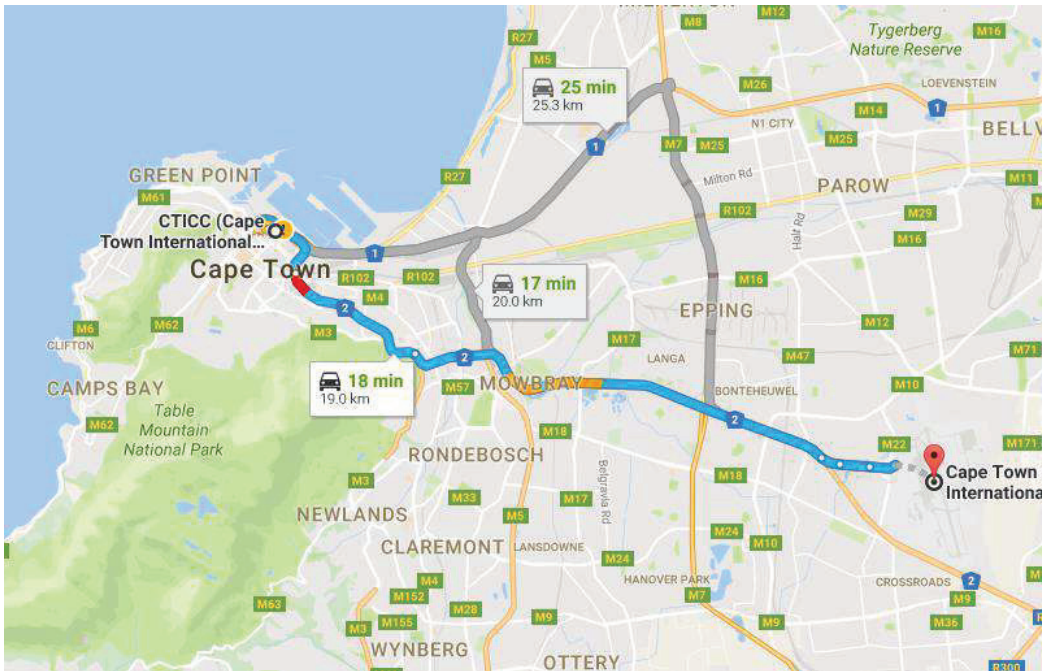 M12
M8
R27
Tygerberg
Nature Reserve
M16
M5
25 min
25.3 km
M26
LOEVENSTEIN
1
M14
N1 CITY
1
M25
BELLV
M7
M25
GREEN POINT
R27
Milton Rd
PAROW
M11
M61
R102
M29
CTICC (Cape
Town International...
Half Rd
M16
1
Cape Town
R102
R102
17 min
20.0 km
M16
M4
2
EPPING
M6
M62
M3
M17
M12
CLIFTON
2
LANGA
M47
M71
18 min
19.0 km
M57
MOWBRAY
BONTEHEUWEL
M10
CAMPS BAY
Table
Mountain
National Park
M62
2
M18
M22
M171
RONDEBOSCH
M18
Cape Town
Internationa
M3
M33
M17
Belgravia Rd
NEWLANDS
M5
CLAREMONT
LANSDOWNE
M24
M24
M10
HANOVER PARK
CROSSROADS
2
M4
M63
M152
M28
M7
M9
M155
M9
M9
M36
M3
WYNBERG
OTTERY
R300